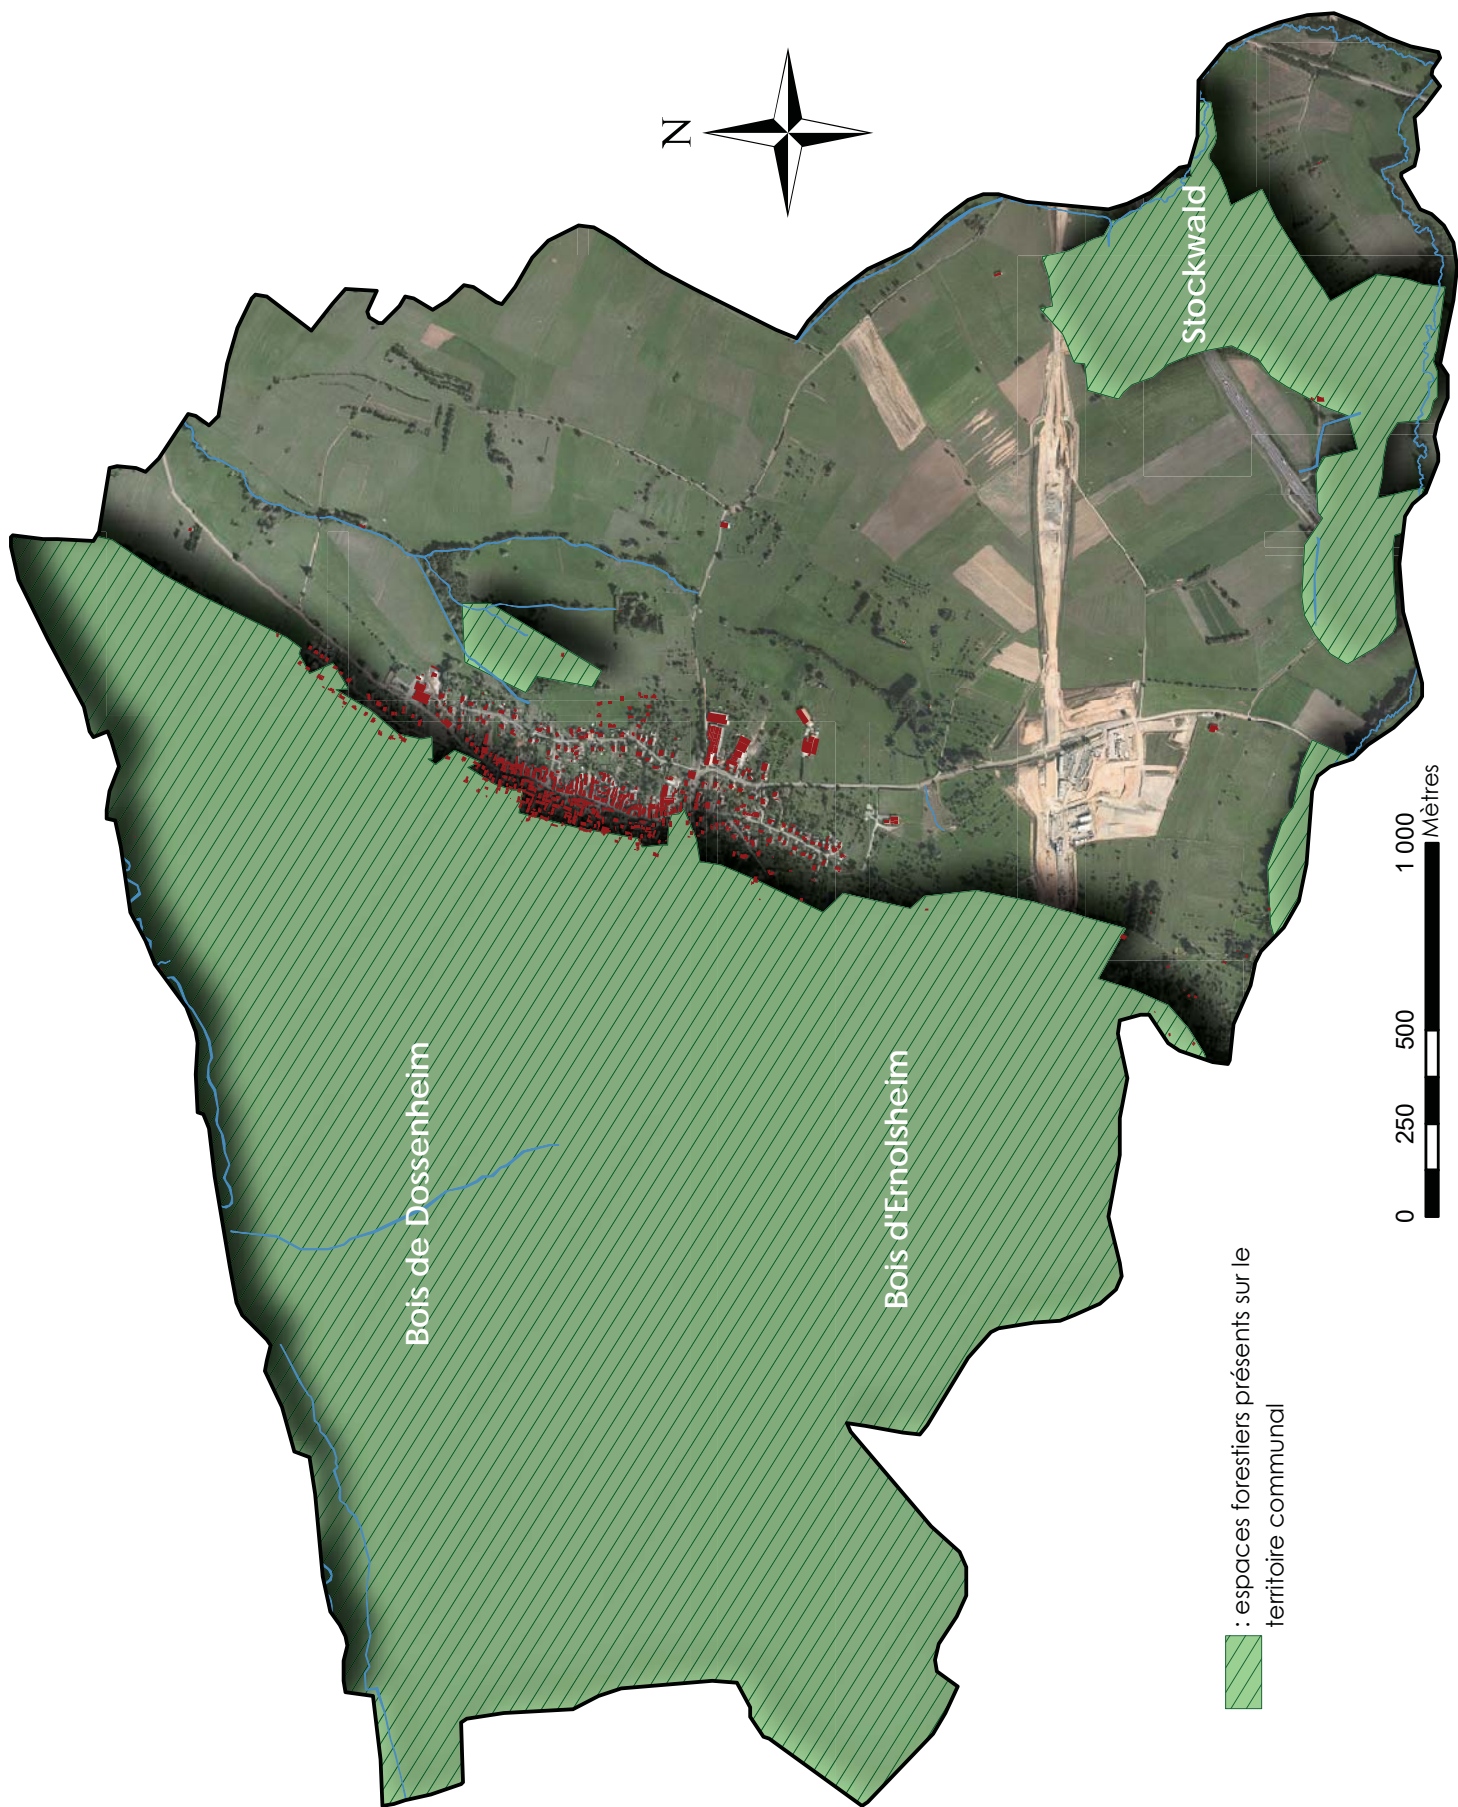 N
Stockwald
Bois de Dossenheim
Bois d'Ernolsheim
: espaces forestiers présents sur le
territoire communal
0 250 500 1 000
Mètres